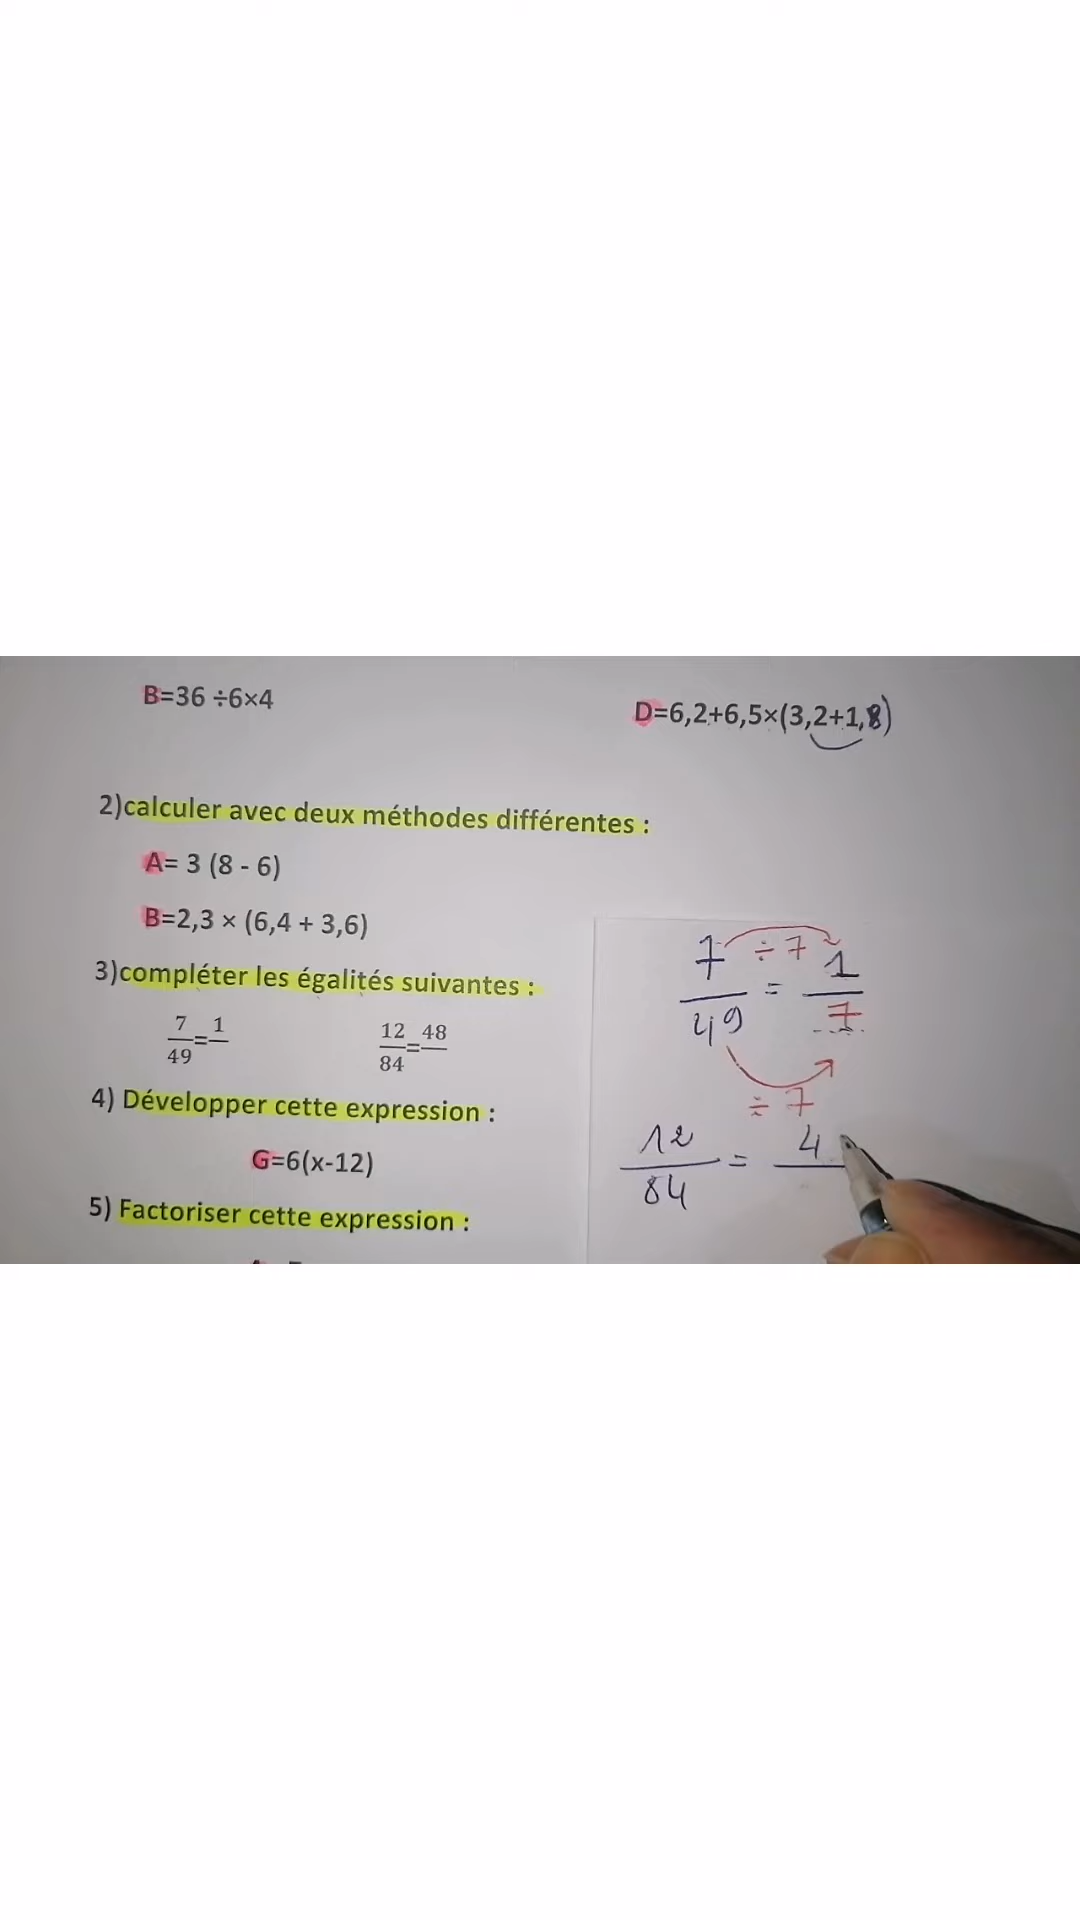 B=36 ÷6×4
D=6,2+6,5×(3,2+1,8)
2)calculer avec deux méthodes différentes :
A= 3 (8 - 6)
B=2,3 × (6,4 + 3,6)
3)compléter les égalités suivantes :
7/49=1/
12/84=48/
4) Développer cette expression :
G=6(x-12)
5) Factoriser cette expression :
7/49 = 1/7
÷ 7
÷ 7
12/84 = 4